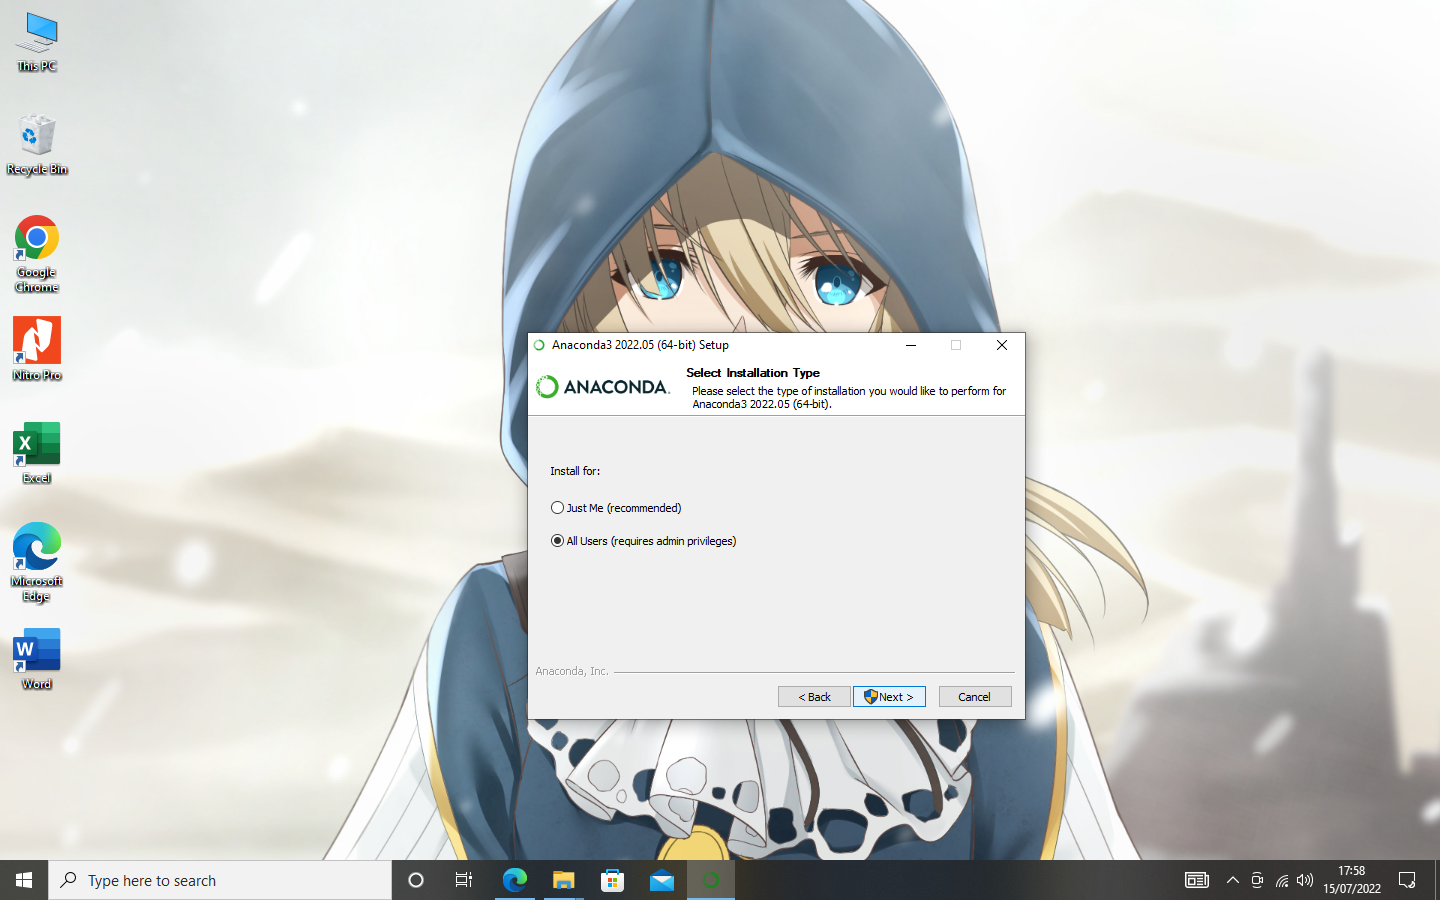 This PC
Recycle Bin
Google
Chrome
Nitro Pro
Excel
Microsoft
Edge
Word
Anaconda3 2022.05 (64-bit) Setup
ANACONDA.
Select Installation Type
Please select the type of installation you would like to perform for
Anaconda3 2022.05 (64-bit).
Install for:
Just Me (recommended)
All Users (requires admin privileges)
Anaconda, Inc.
< Back
Next >
Cancel
Type here to search
17:58
15/07/2022